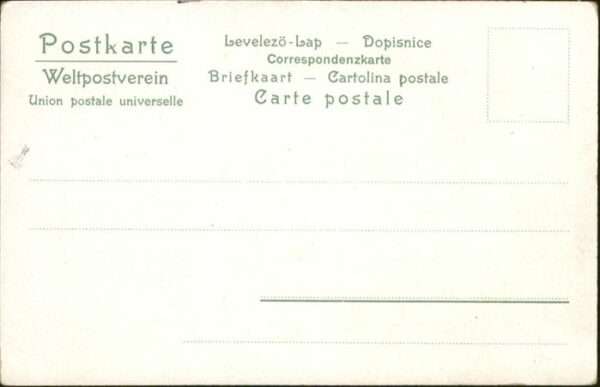 Postkarte
Weltpostverein
Union postale universelle
Levelező-Lap — Dopisnice
Correspondenzkarte
Briefkaart — Cartolina postale
Carte postale